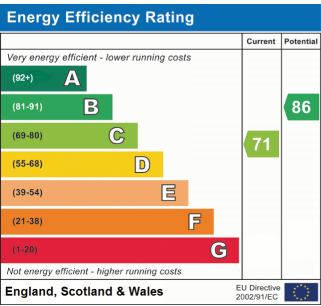 Energy Efficiency Rating
Current Potential
Very energy efficient - lower running costs
(92+) A
(81-91) B
86
(69-80) C
71
(55-68) D
(39-54) E
(21-38) F
(1-20) G
Not energy efficient - higher running costs
England, Scotland & Wales
EU Directive
2002/91/EC